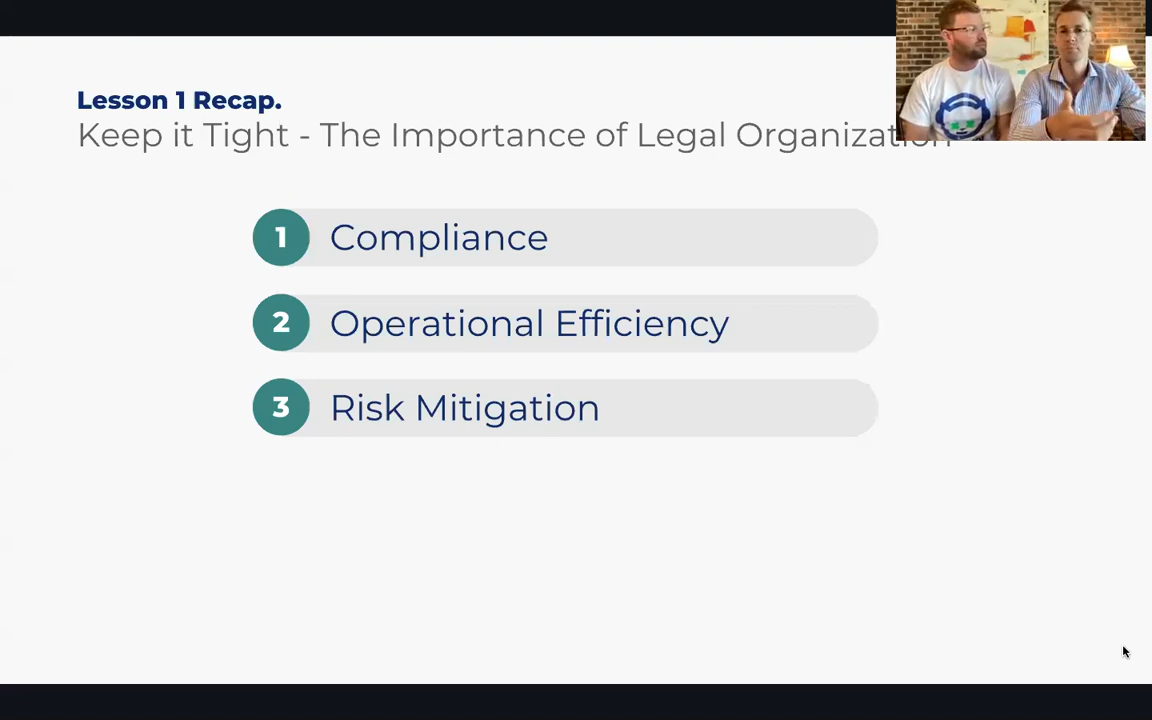 Lesson 1 Recap.
Keep it Tight - The Importance of Legal Organization
1 Compliance
2 Operational Efficiency
3 Risk Mitigation